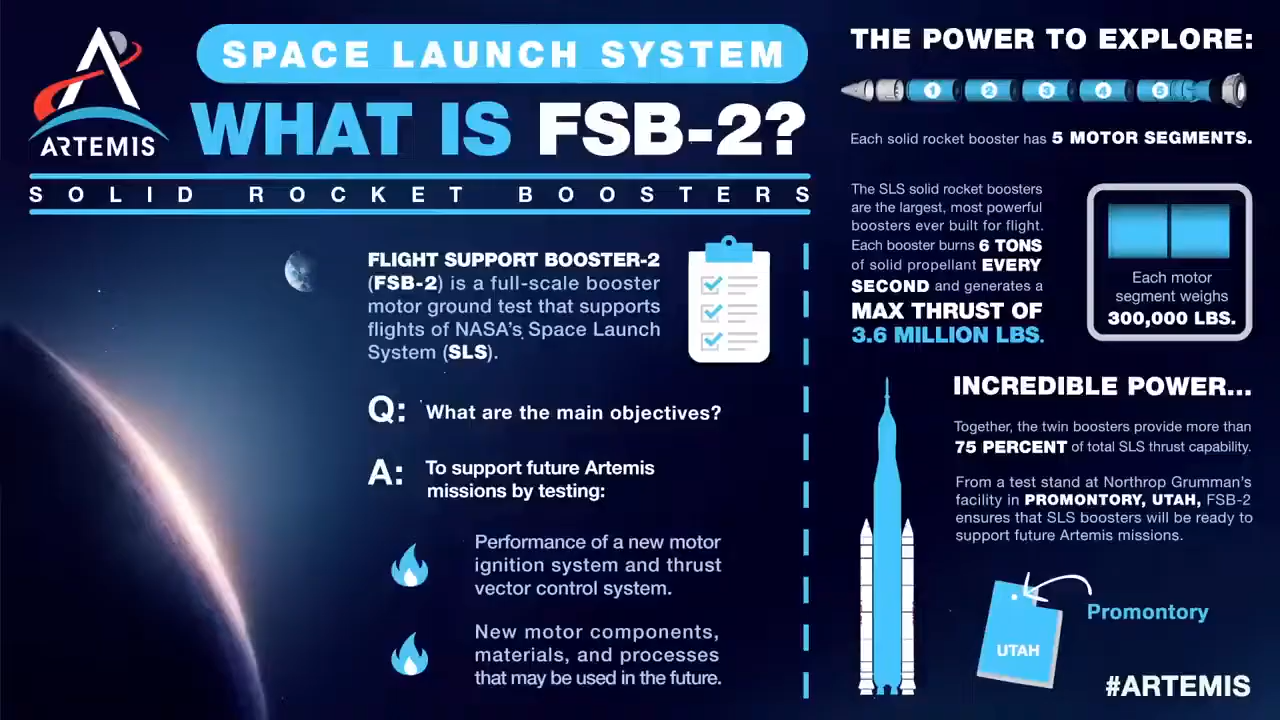 ARTEMIS
SPACE LAUNCH SYSTEM
WHAT IS FSB-2?
SOLID ROCKET BOOSTERS
FLIGHT SUPPORT BOOSTER-2
(FSB-2) is a full-scale booster
motor ground test that supports
flights of NASA's Space Launch
System (SLS).
Q: What are the main objectives?
A: To support future Artemis
missions by testing:
Performance of a new motor
ignition system and thrust
vector control system.
New motor components,
materials, and processes
that may be used in the future.
THE POWER TO EXPLORE:
1 2 3 4 5
Each solid rocket booster has 5 MOTOR SEGMENTS.
The SLS solid rocket boosters
are the largest, most powerful
boosters ever built for flight.
Each booster burns 6 TONS
of solid propellant EVERY
SECOND and generates a
MAX THRUST OF
3.6 MILLION LBS.
Each motor
segment weighs
300,000 LBS.
INCREDIBLE POWER...
Together, the twin boosters provide more than
75 PERCENT of total SLS thrust capability.
From a test stand at Northrop Grumman's
facility in PROMONTORY, UTAH, FSB-2
ensures that SLS boosters will be ready to
support future Artemis missions.
Promontory
UTAH
#ARTEMIS